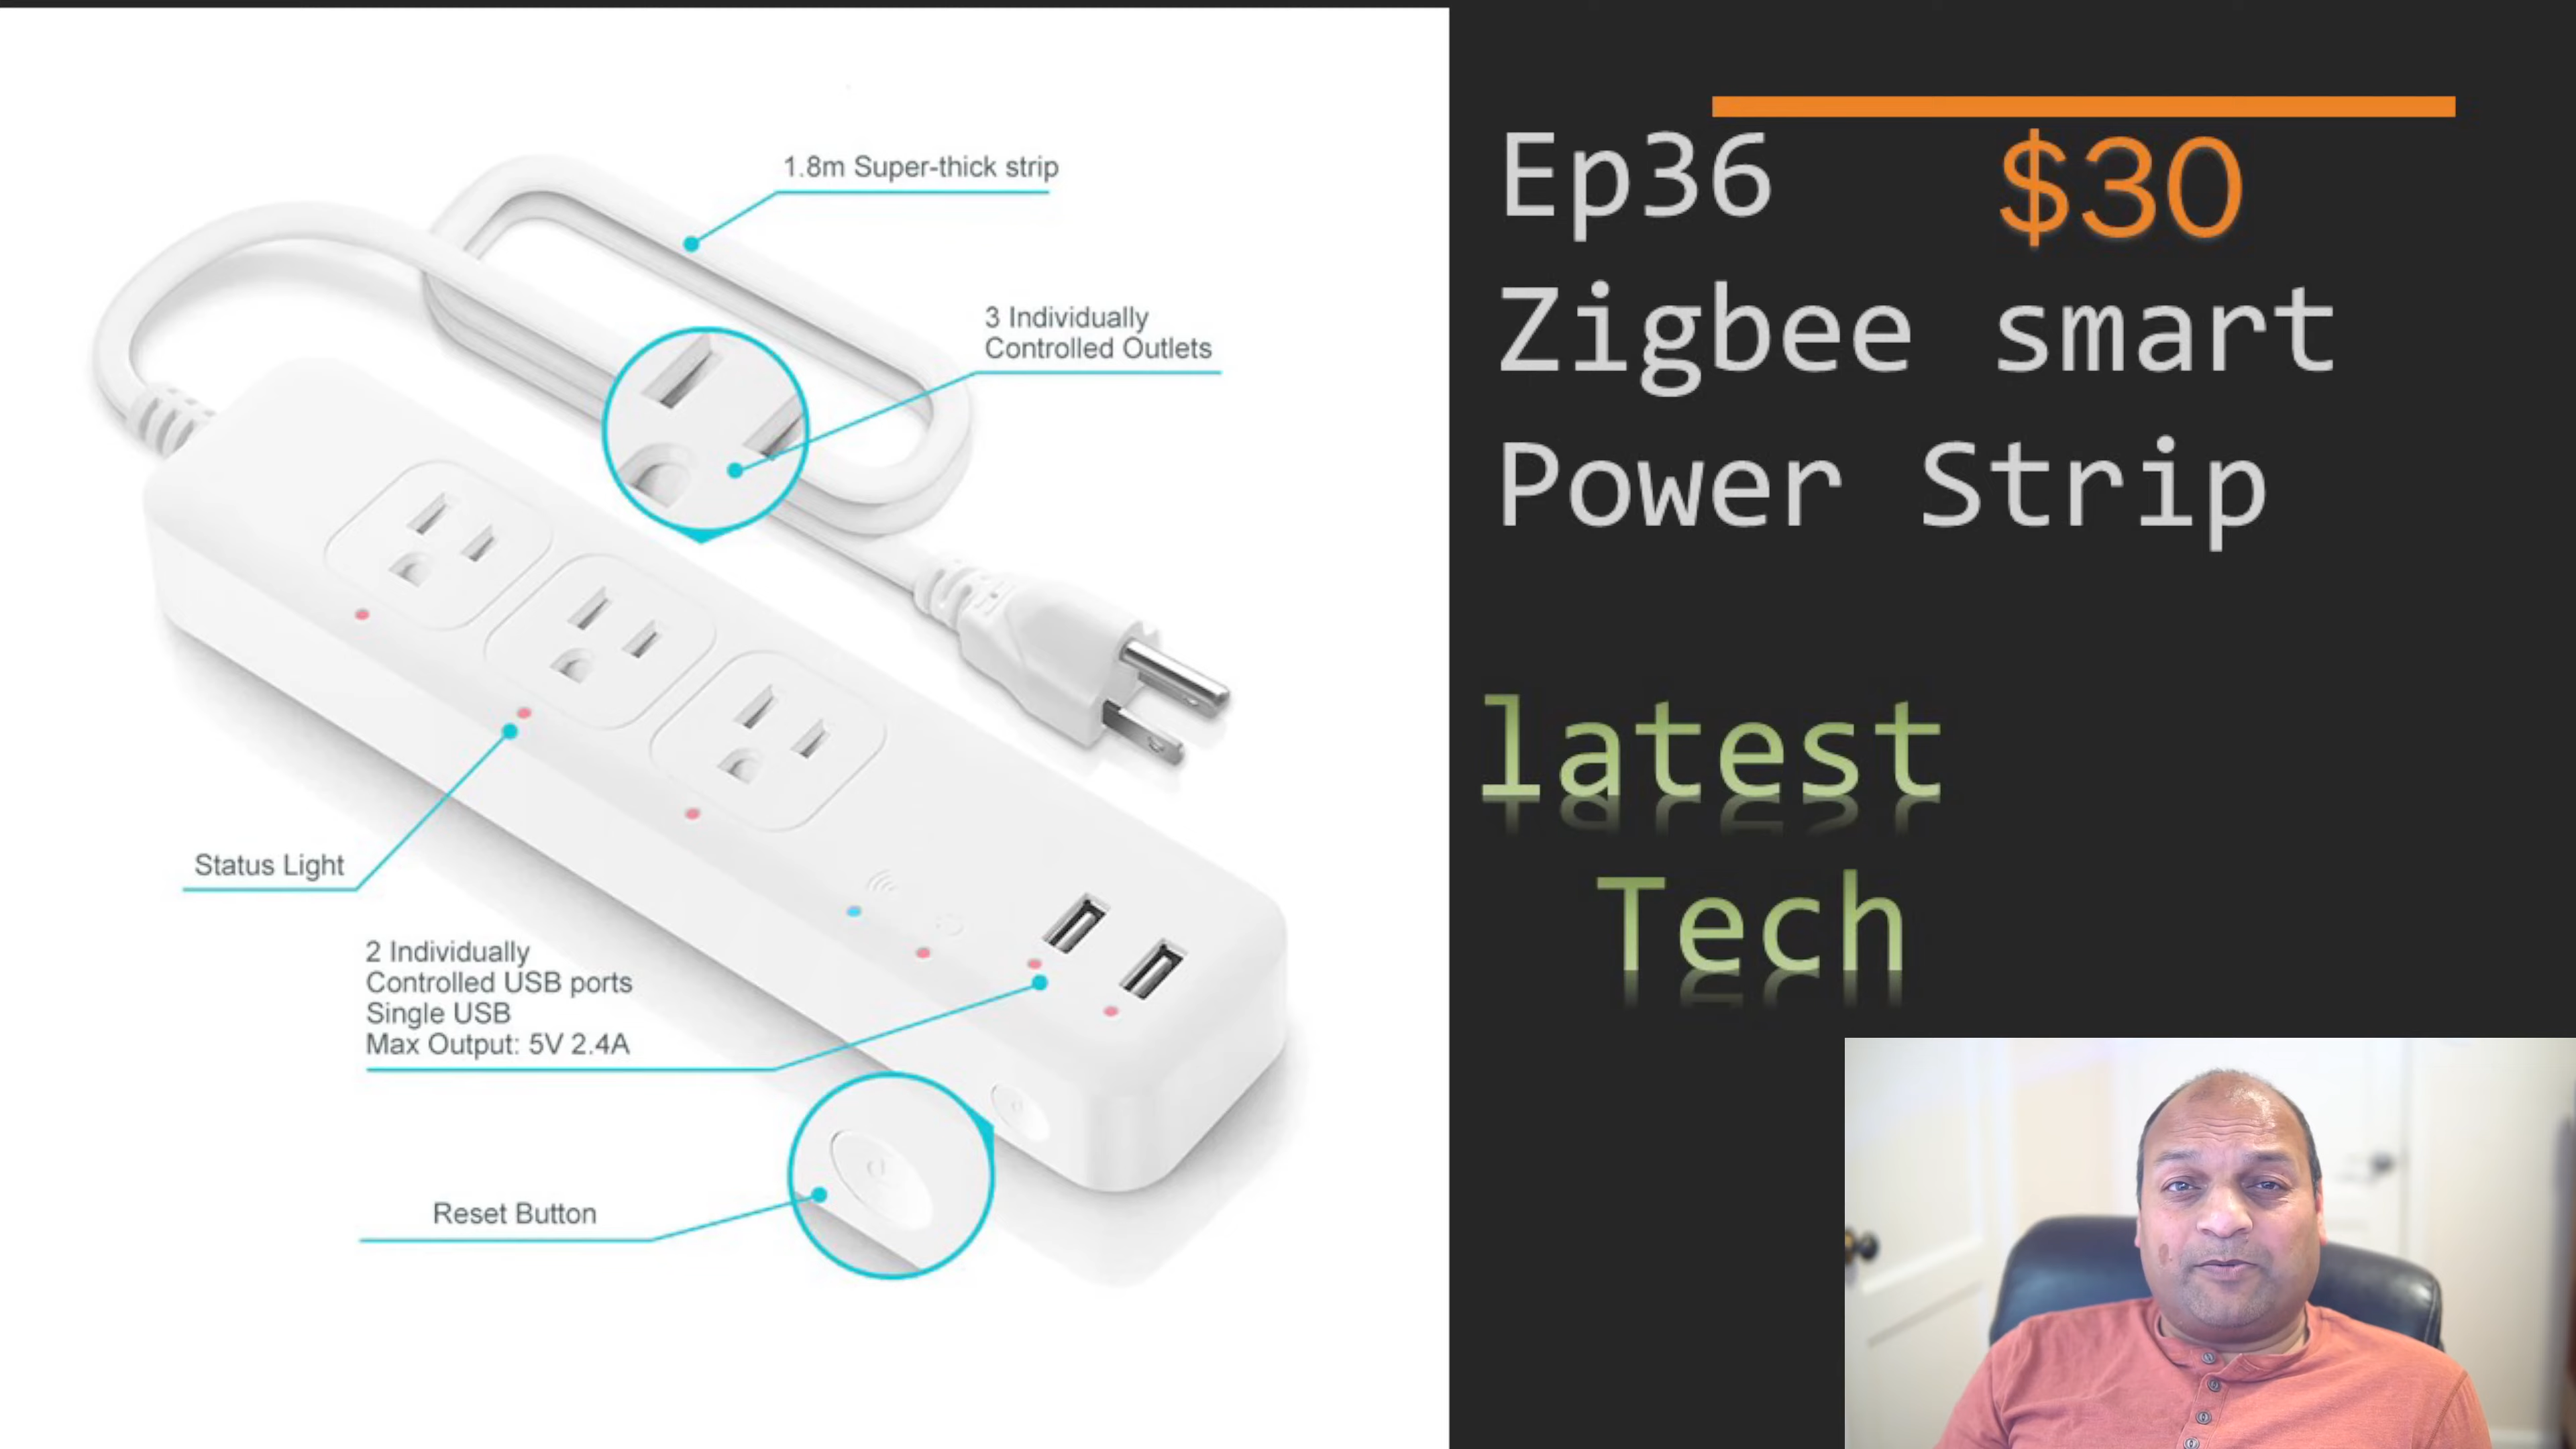 1.8m Super-thick strip
3 Individually
Controlled Outlets
Status Light
2 Individually
Controlled USB ports
Single USB
Max Output: 5V 2.4A
Reset Button
Ep36 $30
Zigbee smart
Power Strip
latest
Tech